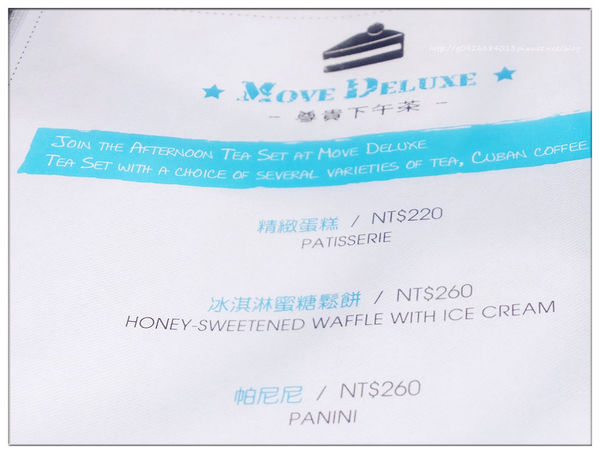 ★ MOVE DELUXE ★
- 尊貴下午茶 -
JOIN THE AFTERNOON TEA SET AT MOVE DELUXE
TEA SET WITH A CHOICE OF SEVERAL VARIETIES OF TEA, CUBAN COFFEE
精緻蛋糕 / NT$220
PATISSERIE
冰淇淋蜜糖鬆餅 / NT$260
HONEY-SWEETENED WAFFLE WITH ICE CREAM
帕尼尼 / NT$260
PANINI